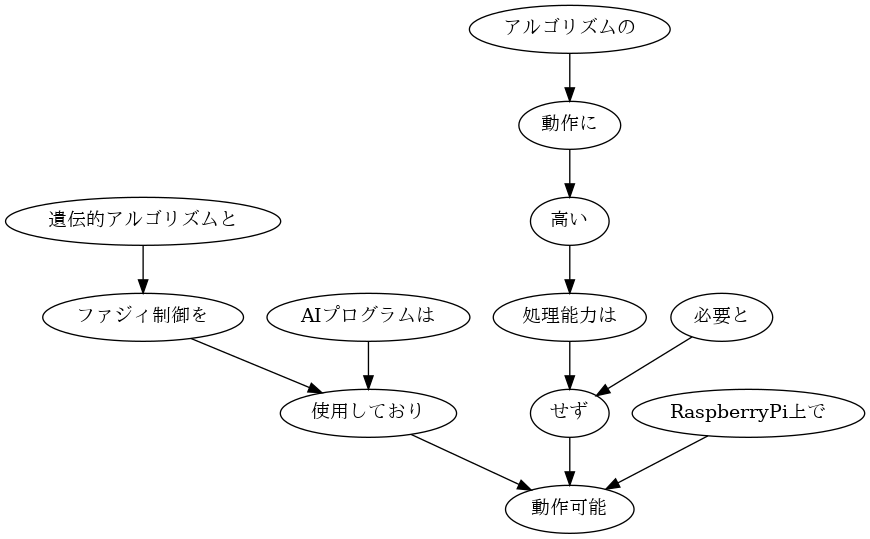 アルゴリズムの
動作に
遺伝的アルゴリズムと
高い
ファジィ制御を
AIプログラムは
処理能力は
必要と
使用しており
せず
RaspberryPi上で
動作可能